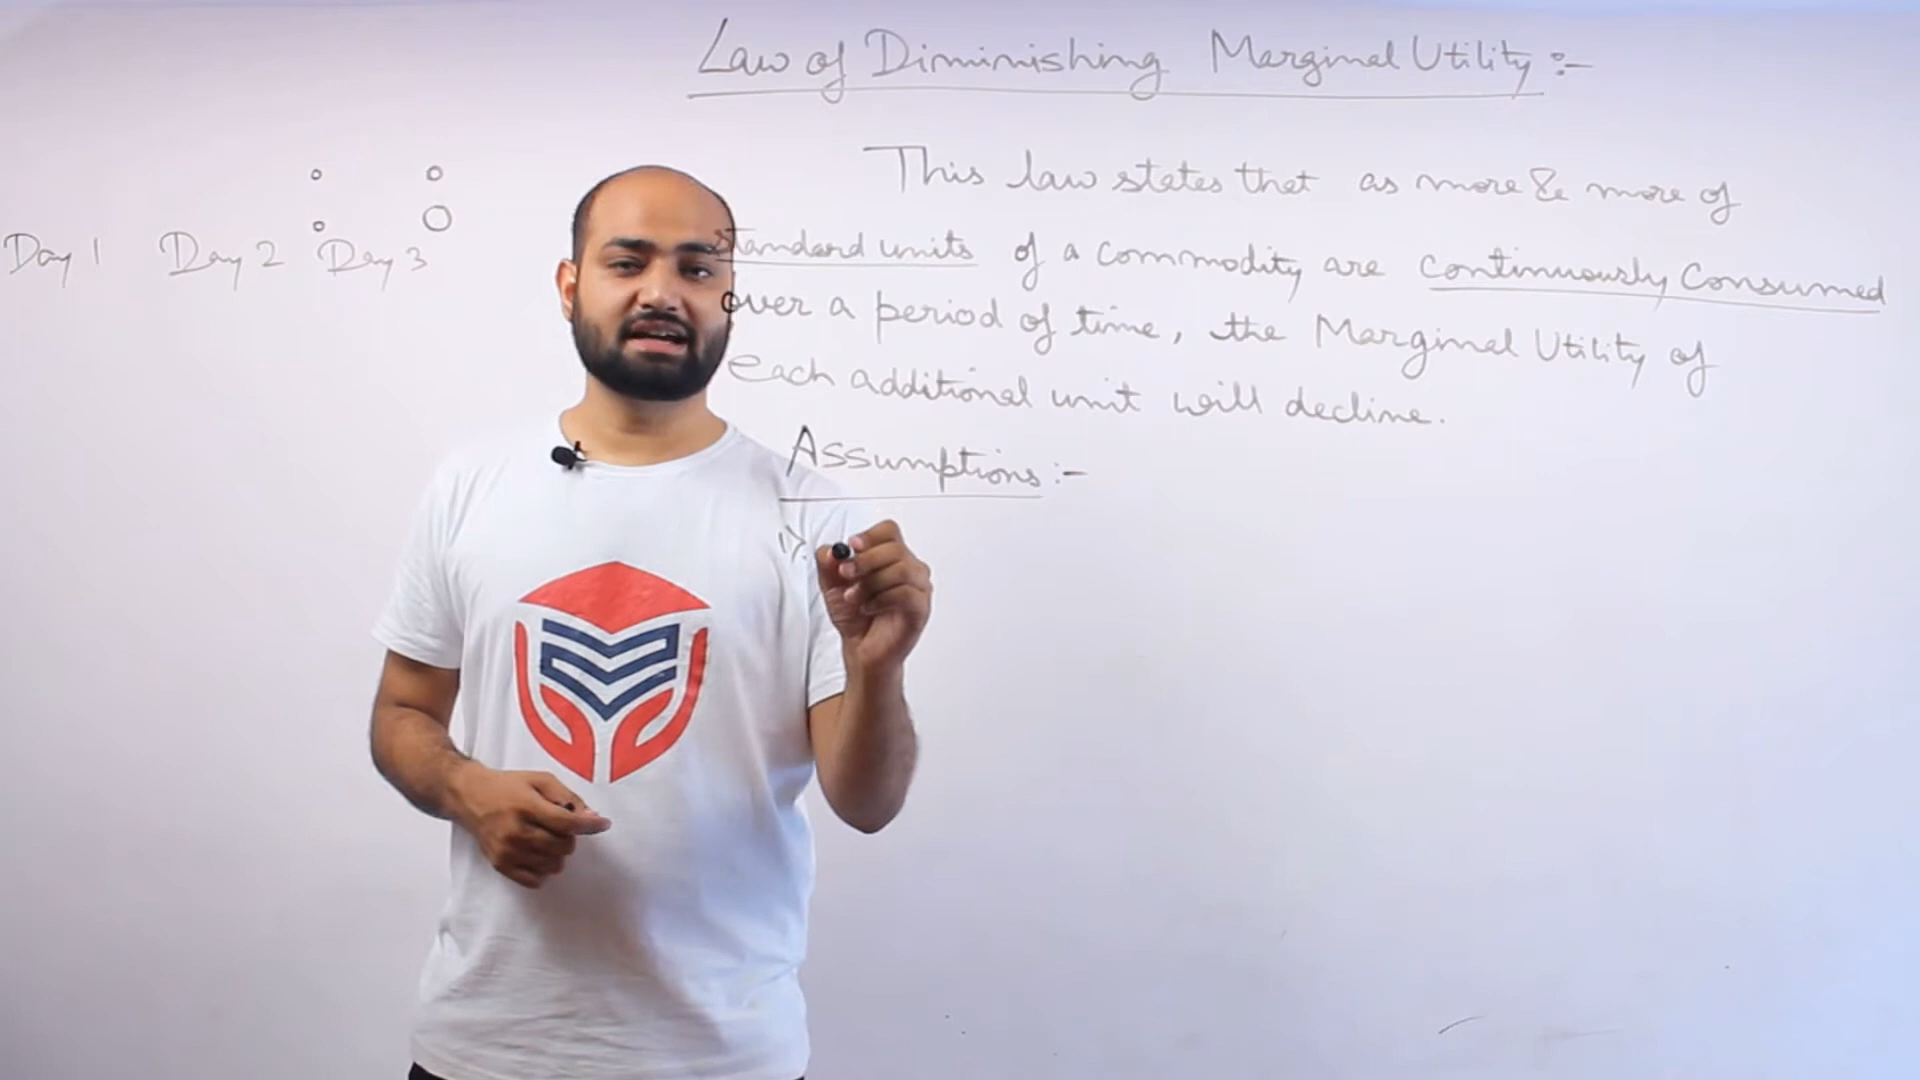 Law of Diminishing Marginal Utility :-
This law states that as more & more of
standard units of a commodity are continuously consumed
over a period of time, the Marginal Utility of
each additional unit will decline.
Assumptions :-
1).
Day 1 Day 2 Day 3